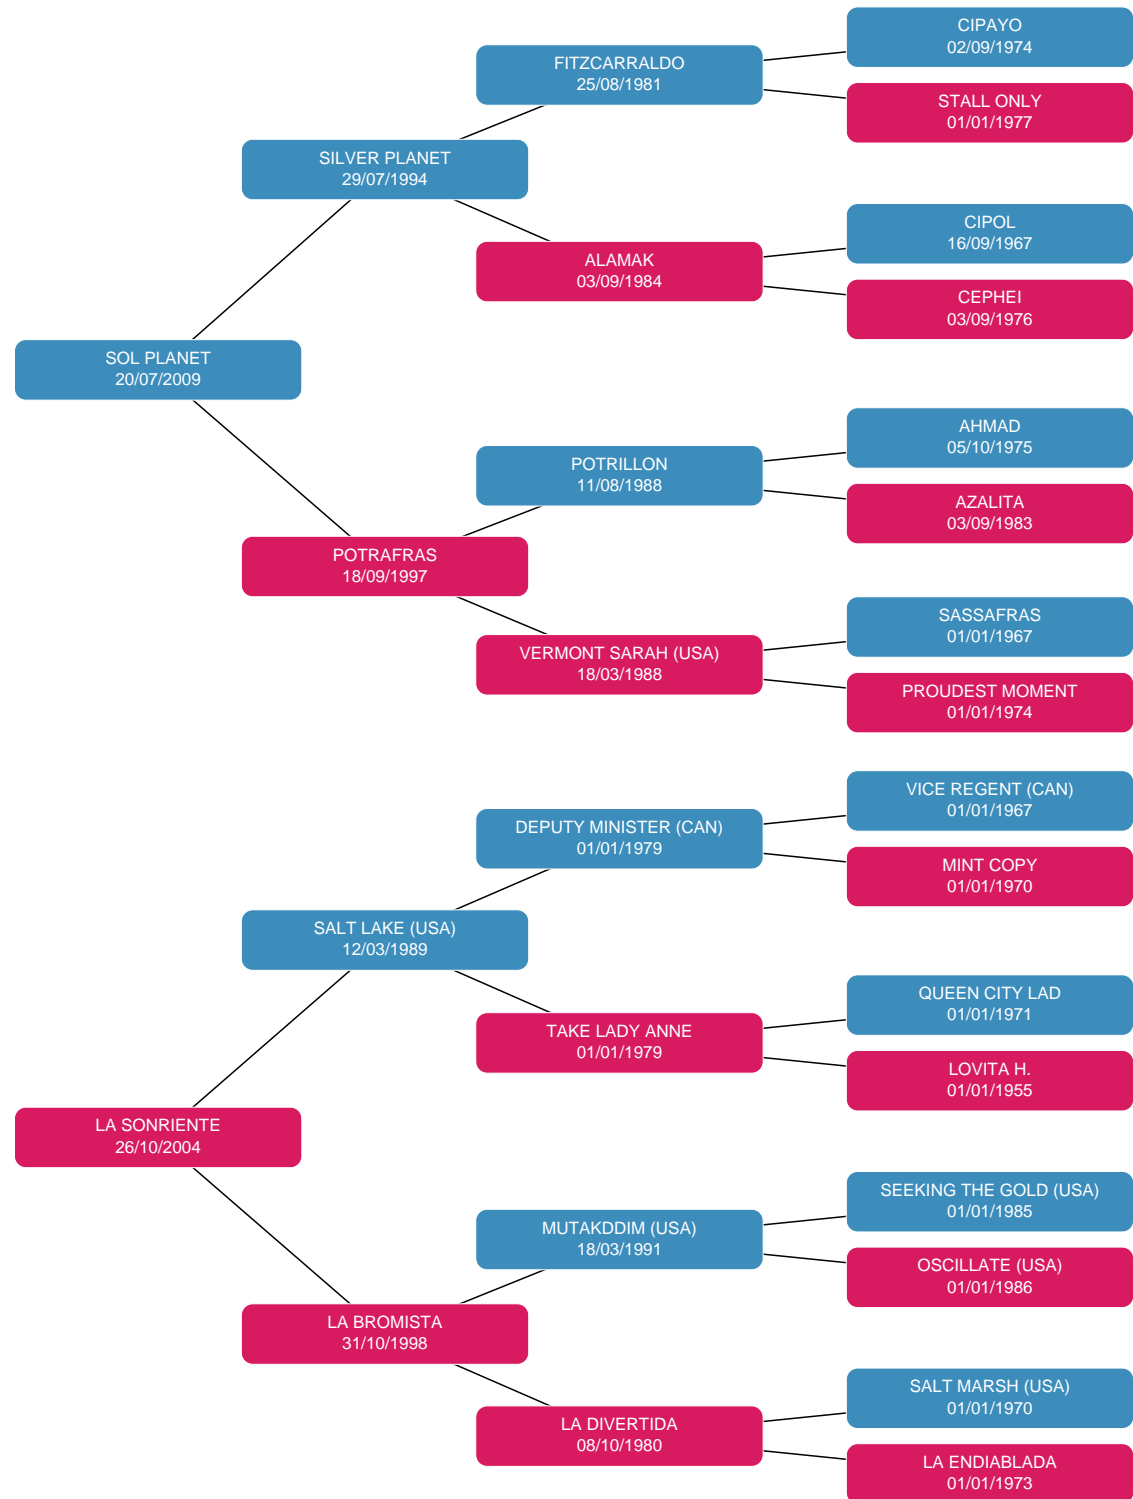 CIPAYO
02/09/1974
FITZCARRALDO
25/08/1981
STALL ONLY
01/01/1977
SILVER PLANET
29/07/1994
CIPOL
16/09/1967
ALAMAK
03/09/1984
CEPHEI
03/09/1976
SOL PLANET
20/07/2009
AHMAD
05/10/1975
POTRILLON
11/08/1988
AZALITA
03/09/1983
POTRAFRAS
18/09/1997
SASSAFRAS
01/01/1967
VERMONT SARAH (USA)
18/03/1988
PROUDEST MOMENT
01/01/1974
VICE REGENT (CAN)
01/01/1967
DEPUTY MINISTER (CAN)
01/01/1979
MINT COPY
01/01/1970
SALT LAKE (USA)
12/03/1989
QUEEN CITY LAD
01/01/1971
TAKE LADY ANNE
01/01/1979
LOVITA H.
01/01/1955
LA SONRIENTE
26/10/2004
SEEKING THE GOLD (USA)
01/01/1985
MUTAKDDIM (USA)
18/03/1991
OSCILLATE (USA)
01/01/1986
LA BROMISTA
31/10/1998
SALT MARSH (USA)
01/01/1970
LA DIVERTIDA
08/10/1980
LA ENDIABLADA
01/01/1973